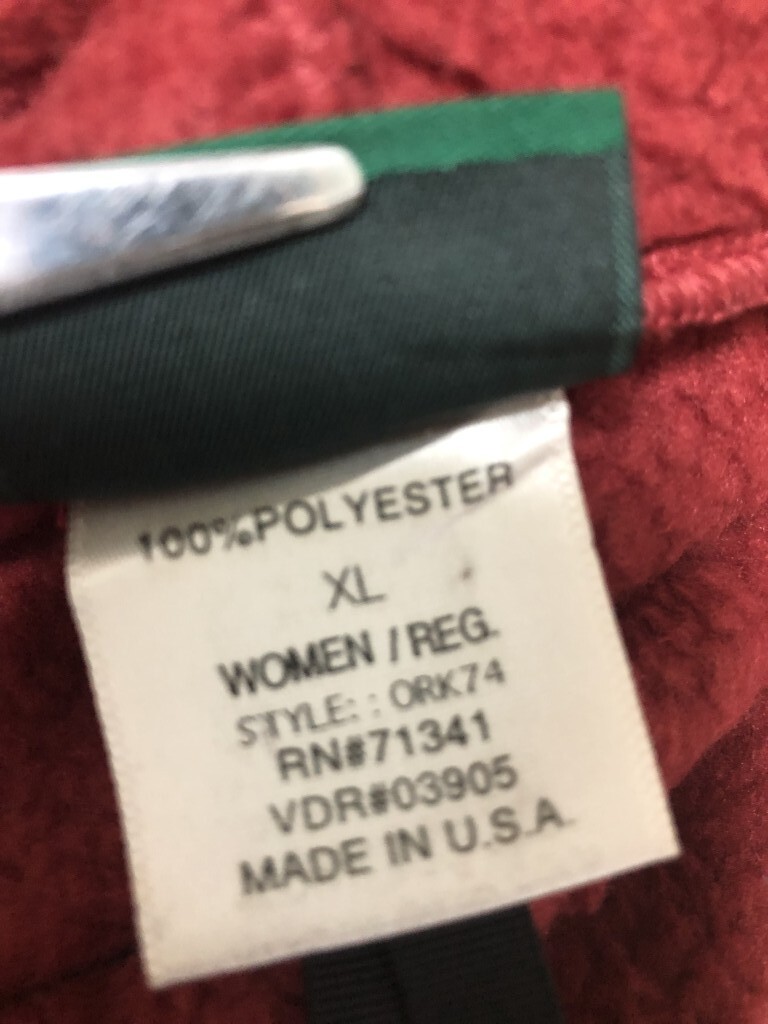 100%POLYESTER
XL
WOMEN / REG.
STYLE: : ORK74
RN#71341
VDR#03905
MADE IN U.S.A.